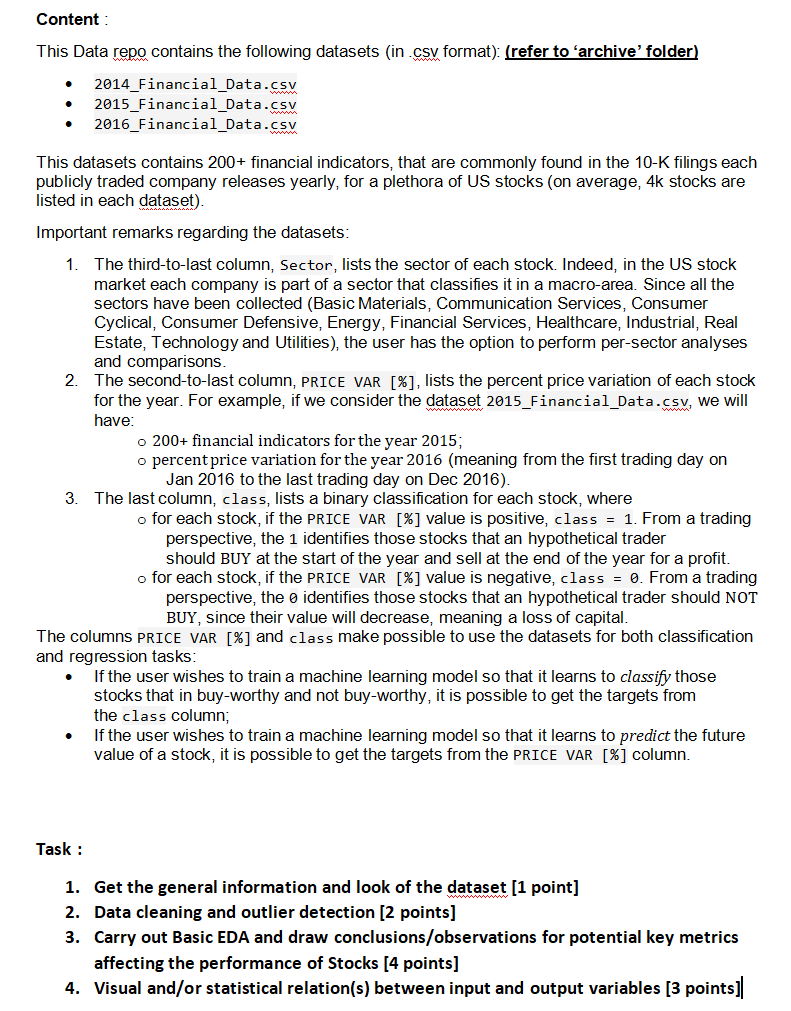 Content :
This Data repo contains the following datasets (in .csv format): (refer to ‘archive’ folder)
• 2014_Financial_Data.csv
• 2015_Financial_Data.csv
• 2016_Financial_Data.csv
This datasets contains 200+ financial indicators, that are commonly found in the 10-K filings each
publicly traded company releases yearly, for a plethora of US stocks (on average, 4k stocks are
listed in each dataset).
Important remarks regarding the datasets:
1. The third-to-last column, Sector, lists the sector of each stock. Indeed, in the US stock
market each company is part of a sector that classifies it in a macro-area. Since all the
sectors have been collected (Basic Materials, Communication Services, Consumer
Cyclical, Consumer Defensive, Energy, Financial Services, Healthcare, Industrial, Real
Estate, Technology and Utilities), the user has the option to perform per-sector analyses
and comparisons.
2. The second-to-last column, PRICE VAR [%], lists the percent price variation of each stock
for the year. For example, if we consider the dataset 2015_Financial_Data.csv, we will
have:
o 200+ financial indicators for the year 2015;
o percent price variation for the year 2016 (meaning from the first trading day on
Jan 2016 to the last trading day on Dec 2016).
3. The last column, class, lists a binary classification for each stock, where
o for each stock, if the PRICE VAR [%] value is positive, class = 1. From a trading
perspective, the 1 identifies those stocks that an hypothetical trader
should BUY at the start of the year and sell at the end of the year for a profit.
o for each stock, if the PRICE VAR [%] value is negative, class = 0. From a trading
perspective, the 0 identifies those stocks that an hypothetical trader should NOT
BUY, since their value will decrease, meaning a loss of capital.
The columns PRICE VAR [%] and class make possible to use the datasets for both classification
and regression tasks:
• If the user wishes to train a machine learning model so that it learns to classify those
stocks that in buy-worthy and not buy-worthy, it is possible to get the targets from
the class column;
• If the user wishes to train a machine learning model so that it learns to predict the future
value of a stock, it is possible to get the targets from the PRICE VAR [%] column.
Task :
1. Get the general information and look of the dataset [1 point]
2. Data cleaning and outlier detection [2 points]
3. Carry out Basic EDA and draw conclusions/observations for potential key metrics
affecting the performance of Stocks [4 points]
4. Visual and/or statistical relation(s) between input and output variables [3 points]